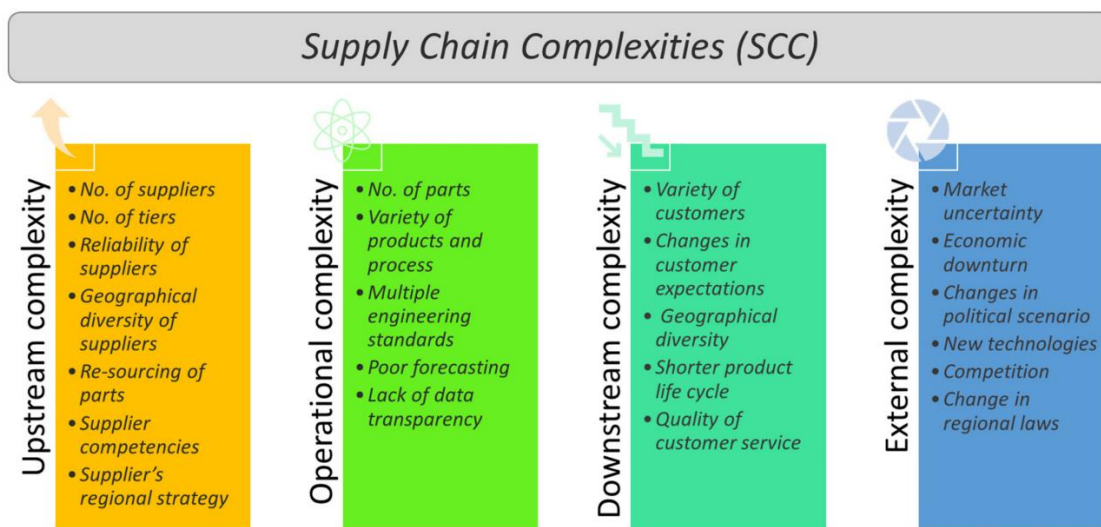 Supply Chain Complexities (SCC)
Upstream complexity
• No. of suppliers
• No. of tiers
• Reliability of
suppliers
• Geographical
diversity of
suppliers
• Re-sourcing of
parts
• Supplier
competencies
• Supplier's
regional strategy
Operational complexity
• No. of parts
• Variety of
products and
process
• Multiple
engineering
standards
• Poor forecasting
• Lack of data
transparency
Downstream complexity
• Variety of
customers
• Changes in
customer
expectations
• Geographical
diversity
• Shorter product
life cycle
• Quality of
customer service
External complexity
• Market
uncertainty
• Economic
downturn
• Changes in
political scenario
• New technologies
• Competition
• Change in
regional laws